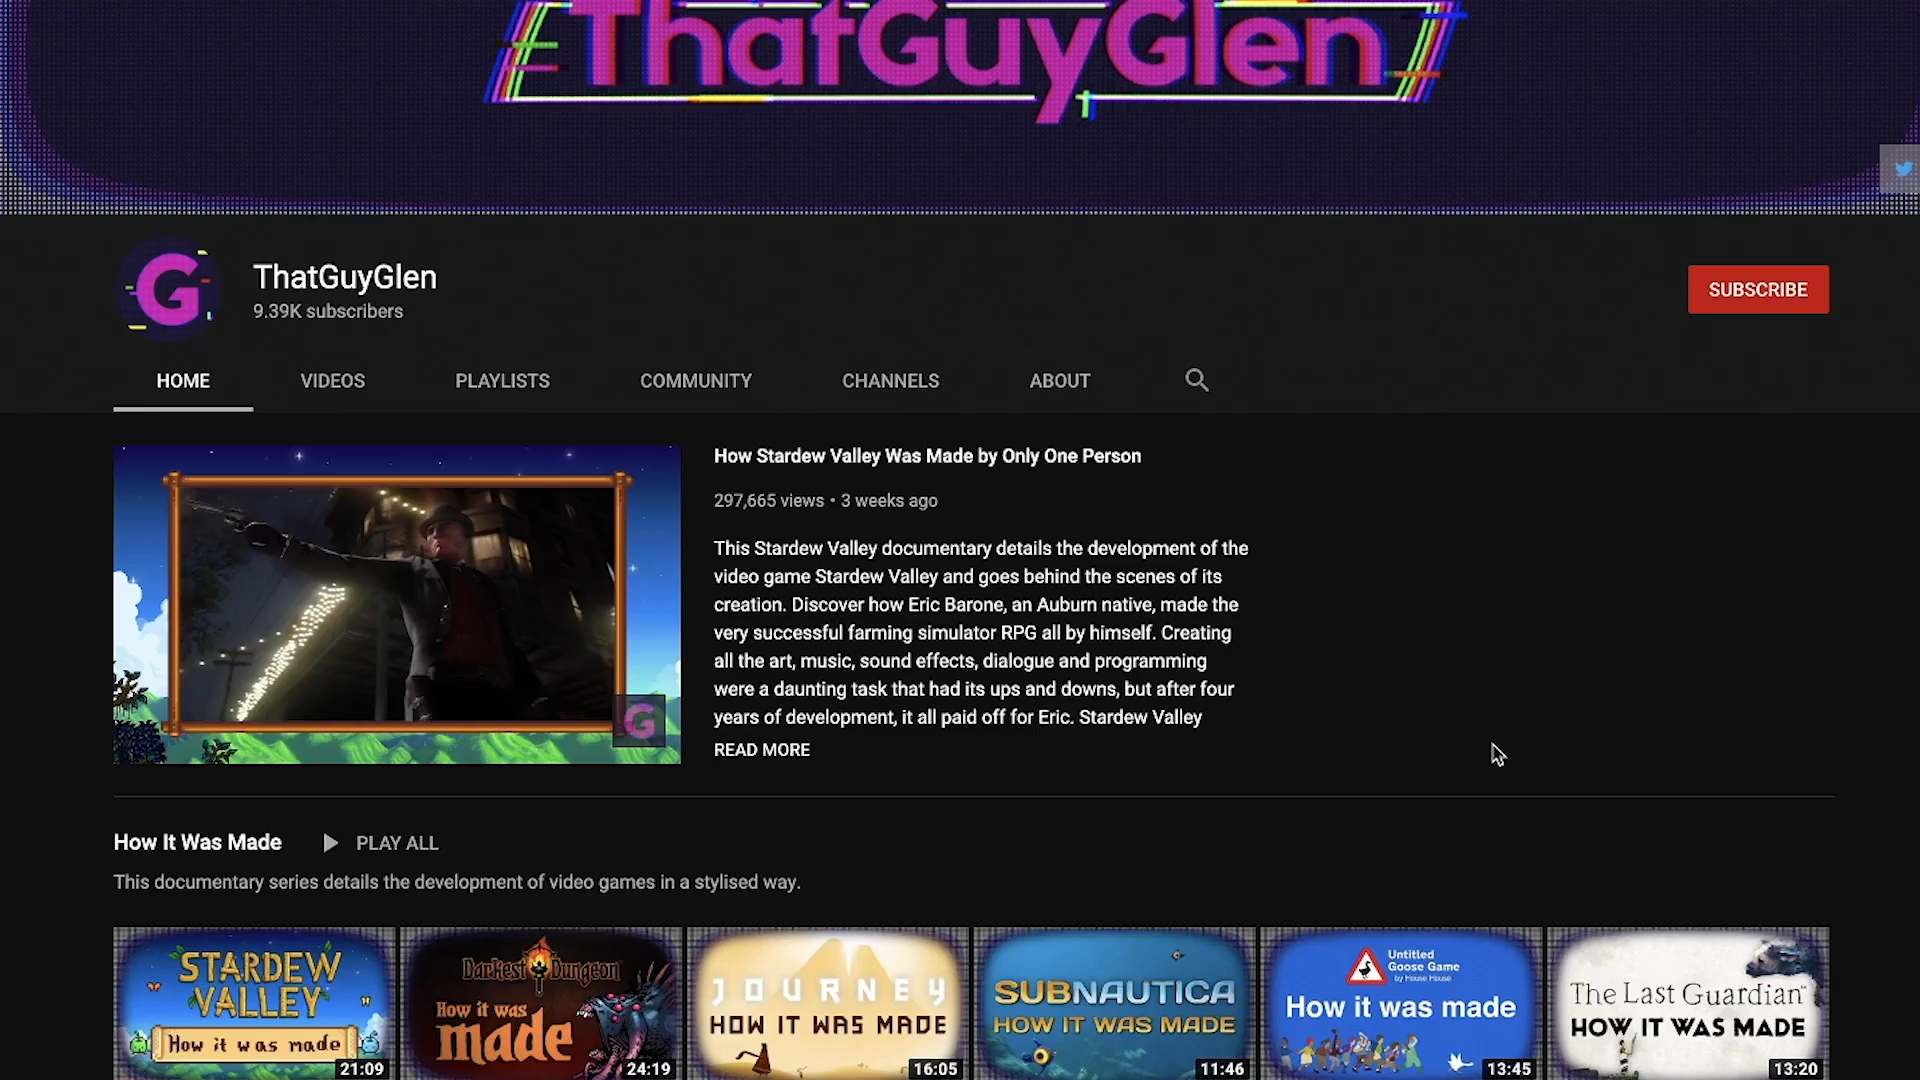 ThatGuyGlen
ThatGuyGlen
9.39K subscribers
SUBSCRIBE
HOME VIDEOS PLAYLISTS COMMUNITY CHANNELS ABOUT
How Stardew Valley Was Made by Only One Person
297,665 views • 3 weeks ago
This Stardew Valley documentary details the development of the
video game Stardew Valley and goes behind the scenes of its
creation. Discover how Eric Barone, an Auburn native, made the
very successful farming simulator RPG all by himself. Creating
all the art, music, sound effects, dialogue and programming
were a daunting task that had its ups and downs, but after four
years of development, it all paid off for Eric. Stardew Valley
READ MORE
G
G
How It Was Made PLAY ALL
This documentary series details the development of video games in a stylised way.
STARDEW
VALLEY
How it was made
21:09
Darkest Dungeon
How it was
made
24:19
JOURNEY
HOW IT WAS MADE
16:05
SUBNAUTICA
HOW IT WAS MADE
11:46
Untitled
Goose Game
by House House
How it was made
13:45
The Last Guardian™
HOW IT WAS MADE
13:20